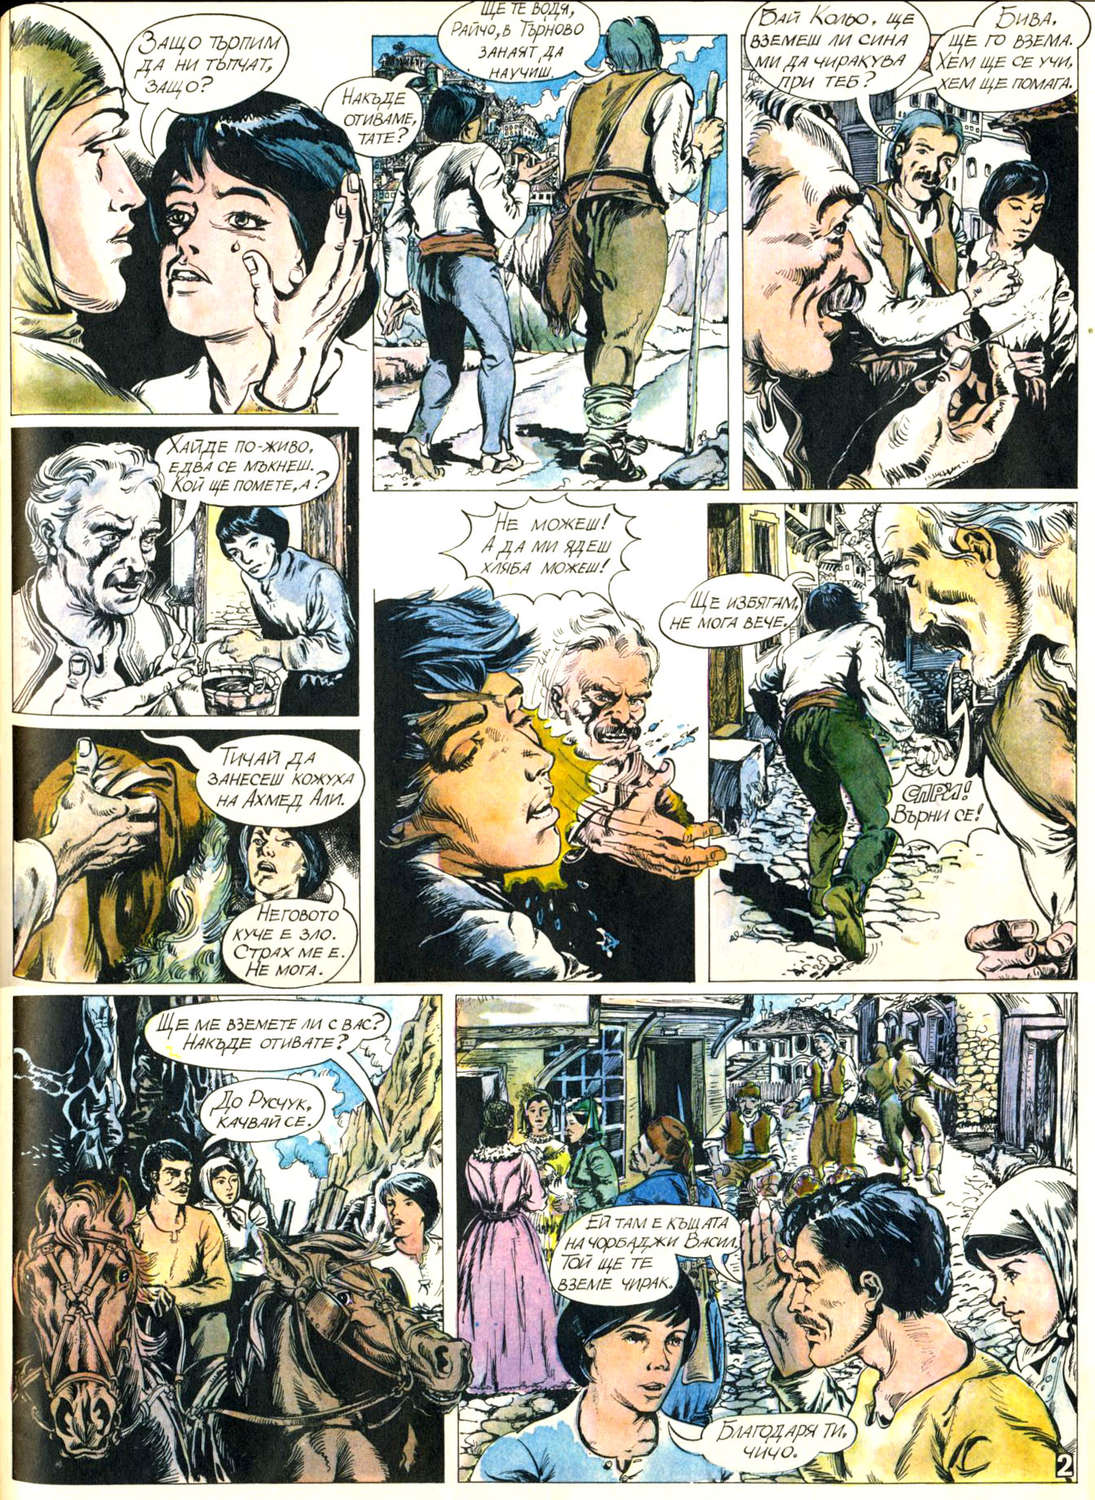 ЗАЩО ТЪРПИМ
ДА НИ ТЪПЧАТ,
ЗАЩО?
НАКЪДЕ
ОТИВАМЕ,
ТАТЕ?
ЩЕ ТЕ ВОДЯ,
РАЙЧО, В ТЪРНОВО
ЗАНАЯТ ДА
НАУЧИШ.
БАЙ КОЛЬО, ЩЕ
ВЗЕМЕШ ЛИ СИНА
МИ ДА ЧИРАКУВА
ПРИ ТЕБ?
БИВА,
ЩЕ ГО ВЗЕМА.
ХЕМ ЩЕ СЕ УЧИ,
ХЕМ ЩЕ ПОМАГА.
ХАЙДЕ ПО-ЖИВО,
ЕДВА СЕ МЪКНЕШ.
КОЙ ЩЕ ПОМЕТЕ, А?
ТИЧАЙ ДА
ЗАНЕСЕШ КОЖУХА
НА АХМЕД АЛИ.
НЕГОВОТО
КУЧЕ Е ЗЛО.
СТРАХ МЕ Е.
НЕ МОГА.
НЕ МОЖЕШ!
А ДА МИ ЯДЕШ
ХЛЯБА МОЖЕШ!
ЩЕ ИЗБЯГАМ,
НЕ МОГА ВЕЧЕ.
СПРИ!
ВЪРНИ СЕ!
ЩЕ МЕ ВЗЕМЕТЕ ЛИ С ВАС?
НАКЪДЕ ОТИВАТЕ?
ДО РУСЧУК,
КАЧВАЙ СЕ.
ЕЙ ТАМ Е КЪЩАТА
НА ЧОРБАДЖИ ВАСИЛ.
ТОЙ ЩЕ ТЕ
ВЗЕМЕ ЧИРАК.
БЛАГОДАРЯ ТИ,
ЧИЧО.
2